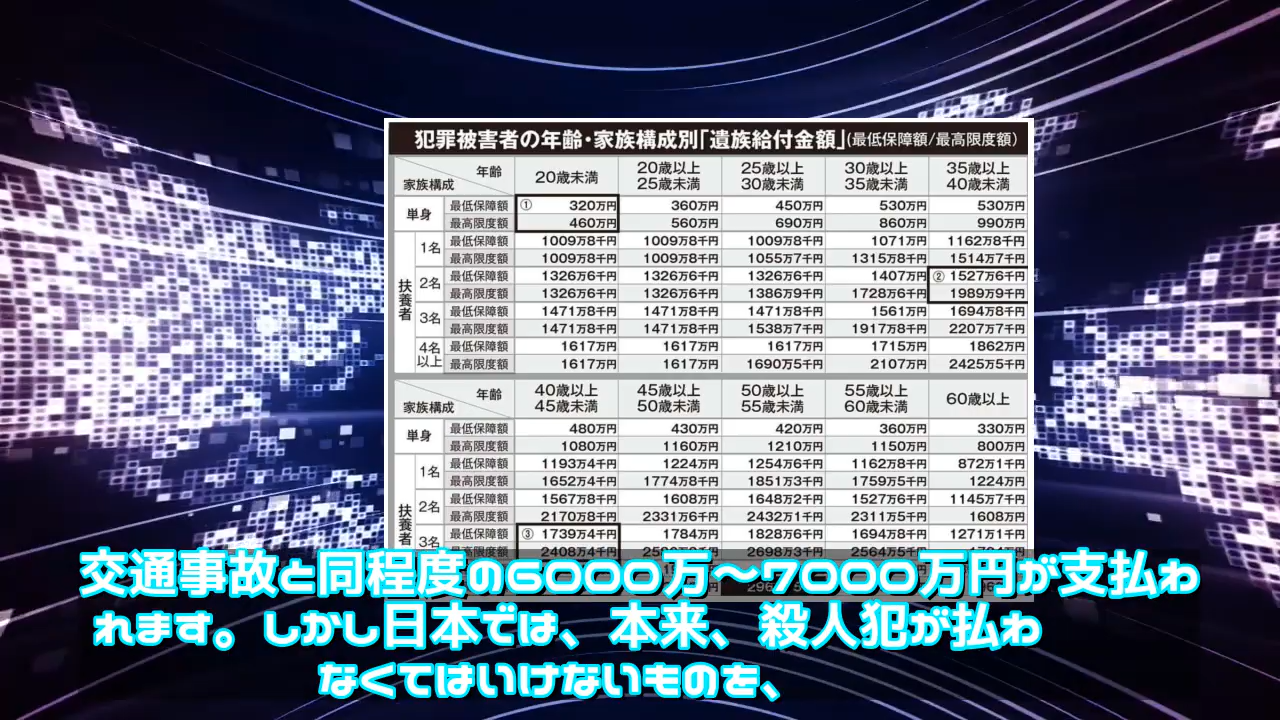 犯罪被害者の年齢・家族構成別「遺族給付金額」(最低保障額/最高限度額)
家族構成 年齢 20歳未満 20歳以上25歳未満 25歳以上30歳未満 30歳以上35歳未満 35歳以上40歳未満
単身 最低保障額 ① 320万円 360万円 450万円 530万円 530万円
最高限度額 460万円 560万円 690万円 860万円 990万円
扶養者 1名 最低保障額 1009万8千円 1009万8千円 1009万8千円 1071万円 1162万8千円
最高限度額 1009万8千円 1009万8千円 1055万7千円 1315万8千円 1514万7千円
2名 最低保障額 1326万6千円 1326万6千円 1326万6千円 1407万円 ② 1527万6千円
最高限度額 1326万6千円 1326万6千円 1386万9千円 1728万6千円 1989万9千円
3名 最低保障額 1471万8千円 1471万8千円 1471万8千円 1561万円 1694万8千円
最高限度額 1471万8千円 1471万8千円 1538万7千円 1917万8千円 2207万7千円
4名以上 最低保障額 1617万円 1617万円 1617万円 1715万円 1862万円
最高限度額 1617万円 1617万円 1690万5千円 2107万円 2425万5千円
家族構成 年齢 40歳以上45歳未満 45歳以上50歳未満 50歳以上55歳未満 55歳以上60歳未満 60歳以上
単身 最低保障額 480万円 430万円 420万円 360万円 330万円
最高限度額 1080万円 1160万円 1210万円 1150万円 800万円
扶養者 1名 最低保障額 1193万4千円 1224万円 1254万6千円 1162万8千円 872万1千円
最高限度額 1652万4千円 1774万8千円 1851万3千円 1759万5千円 1224万円
2名 最低保障額 1567万8千円 1608万円 1648万2千円 1527万6千円 1145万7千円
最高限度額 2170万8千円 2331万6千円 2432万1千円 2311万5千円 1608万円
3名 最低保障額 ③ 1739万4千円 1784万円 1828万6千円 1694万8千円 1271万1千円
最高限度額 2408万4千円 2698万3千円 2564万5千円
交通事故と同程度の6000万～7000万円が支払わ
れます。しかし日本では、本来、殺人犯が払わ
なくてはいけないものを、